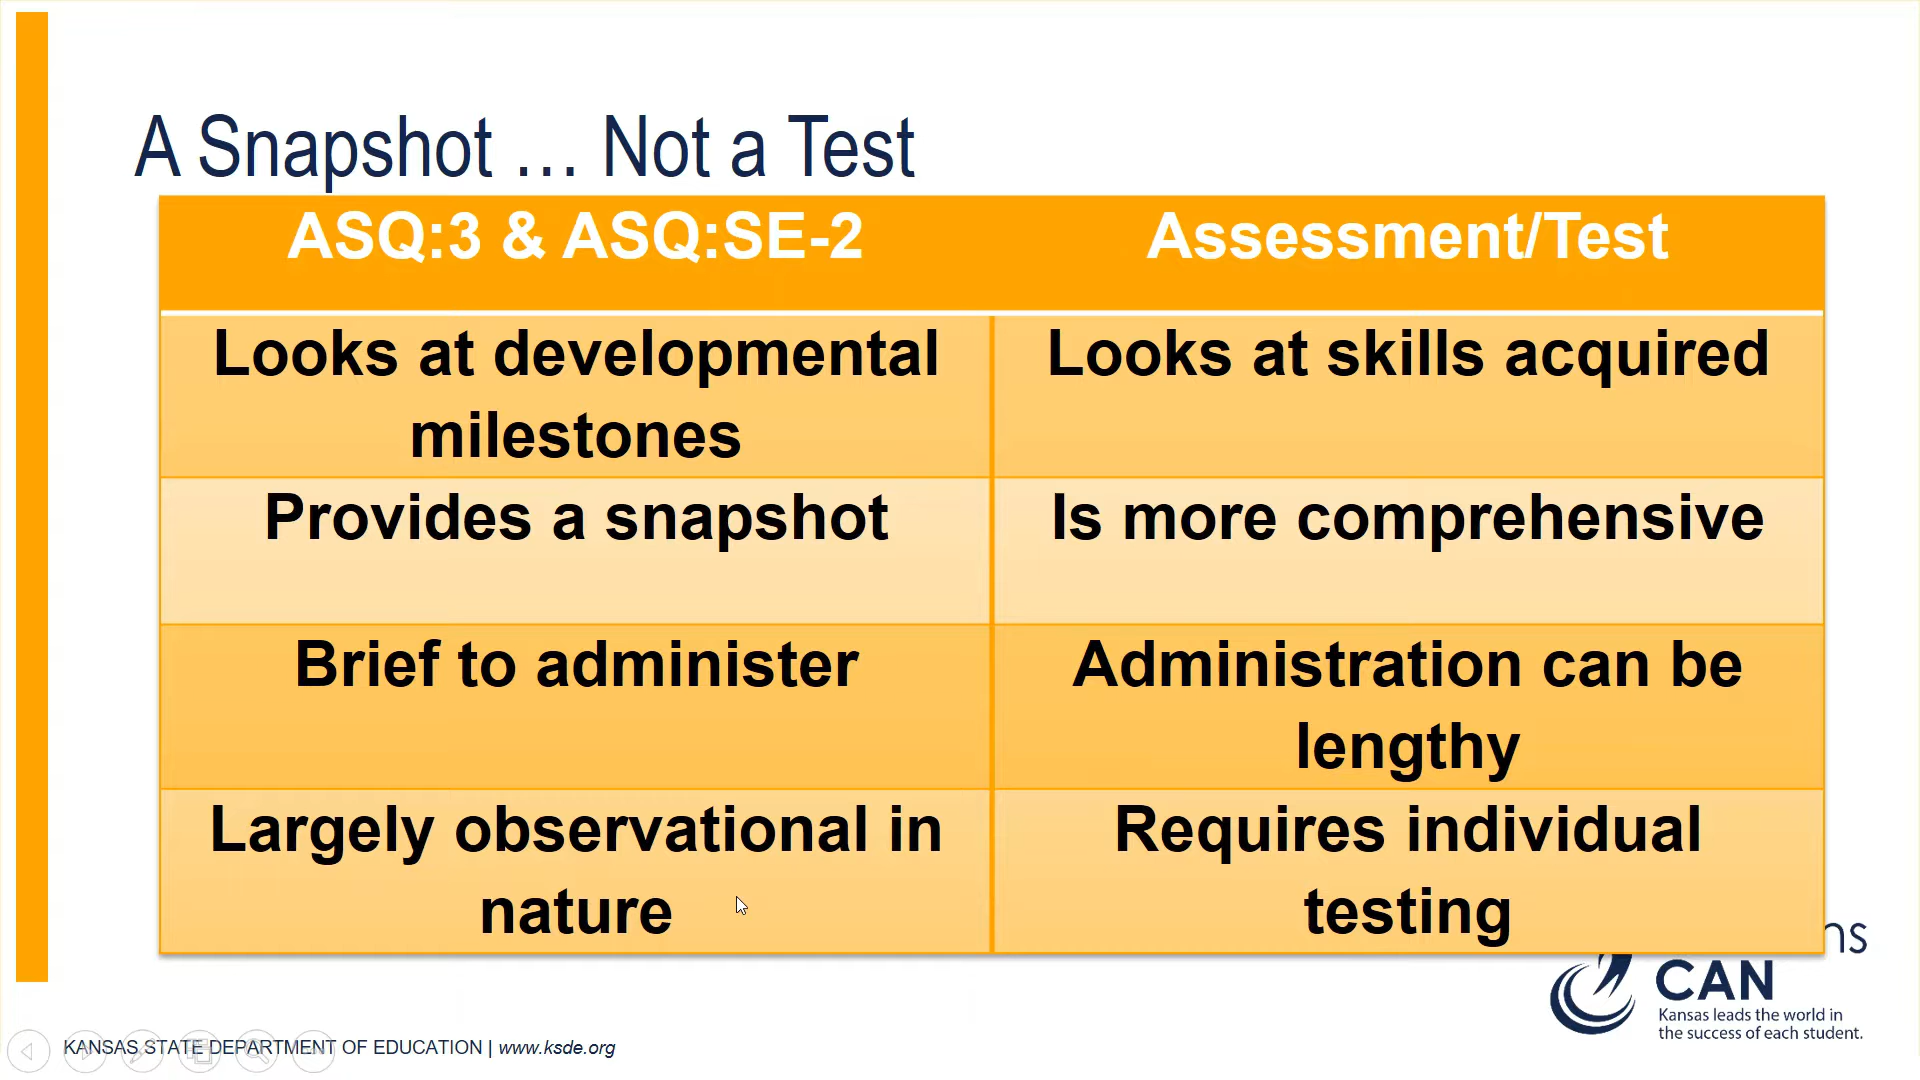 A Snapshot … Not a Test
ASQ:3 & ASQ:SE-2
Assessment/Test
Looks at developmental
milestones
Looks at skills acquired
Provides a snapshot
Is more comprehensive
Brief to administer
Administration can be
lengthy
Largely observational in
nature
Requires individual
testing
CAN
Kansas leads the world in
the success of each student.
KANSAS STATE DEPARTMENT OF EDUCATION | www.ksde.org